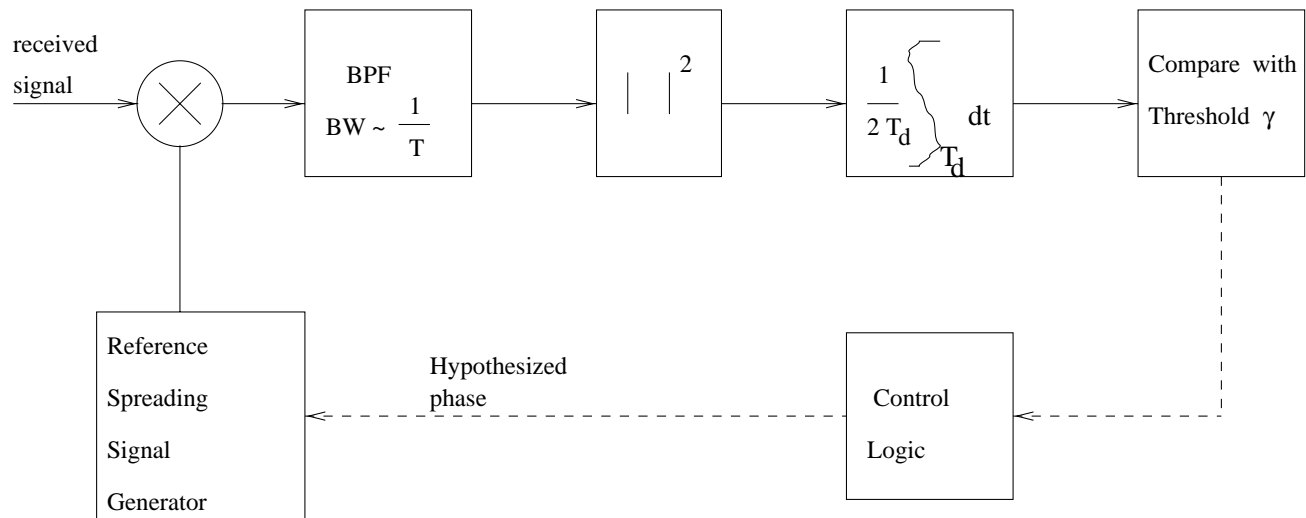 received
signal
BPF
BW ~ 1/T
| |²
1/(2 T_d) ∫_{T_d} dt
Compare with
Threshold γ
Reference
Spreading
Signal
Generator
Hypothesized
phase
Control
Logic